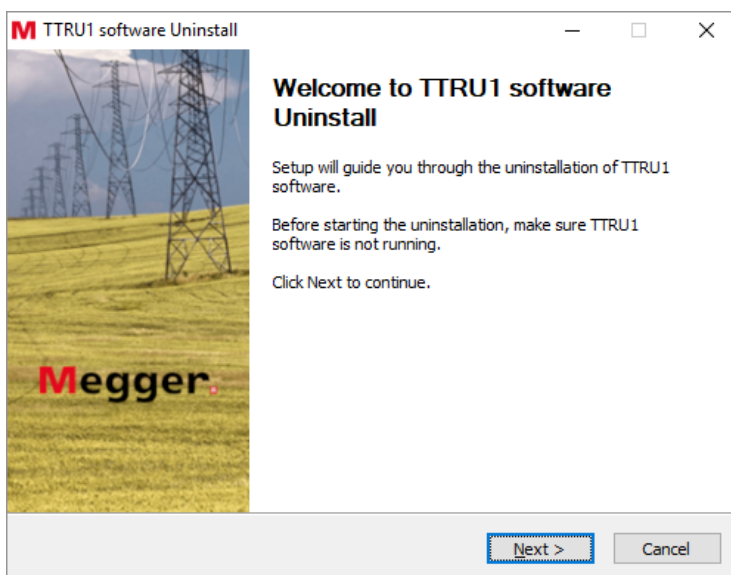 TTRU1 software Uninstall
Welcome to TTRU1 software
Uninstall
Setup will guide you through the uninstallation of TTRU1
software.
Before starting the uninstallation, make sure TTRU1
software is not running.
Click Next to continue.
Megger.
Next >
Cancel